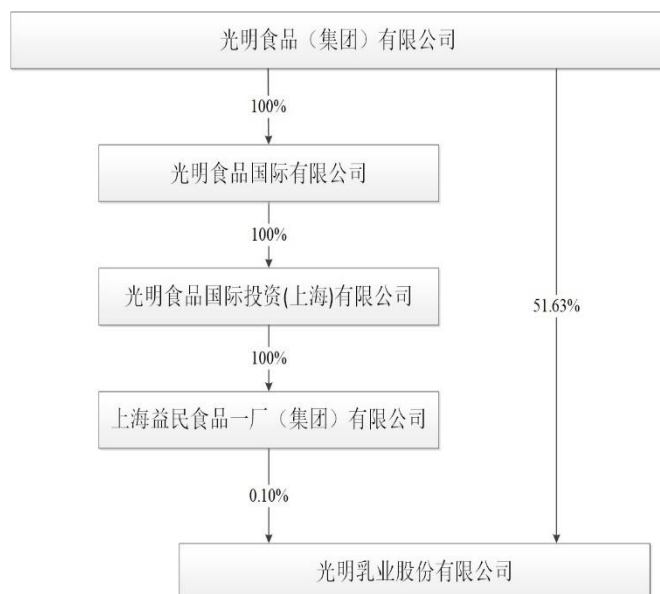 光明食品（集团）有限公司
100%
光明食品国际有限公司
100%
光明食品国际投资(上海)有限公司
51.63%
100%
上海益民食品一厂（集团）有限公司
0.10%
光明乳业股份有限公司